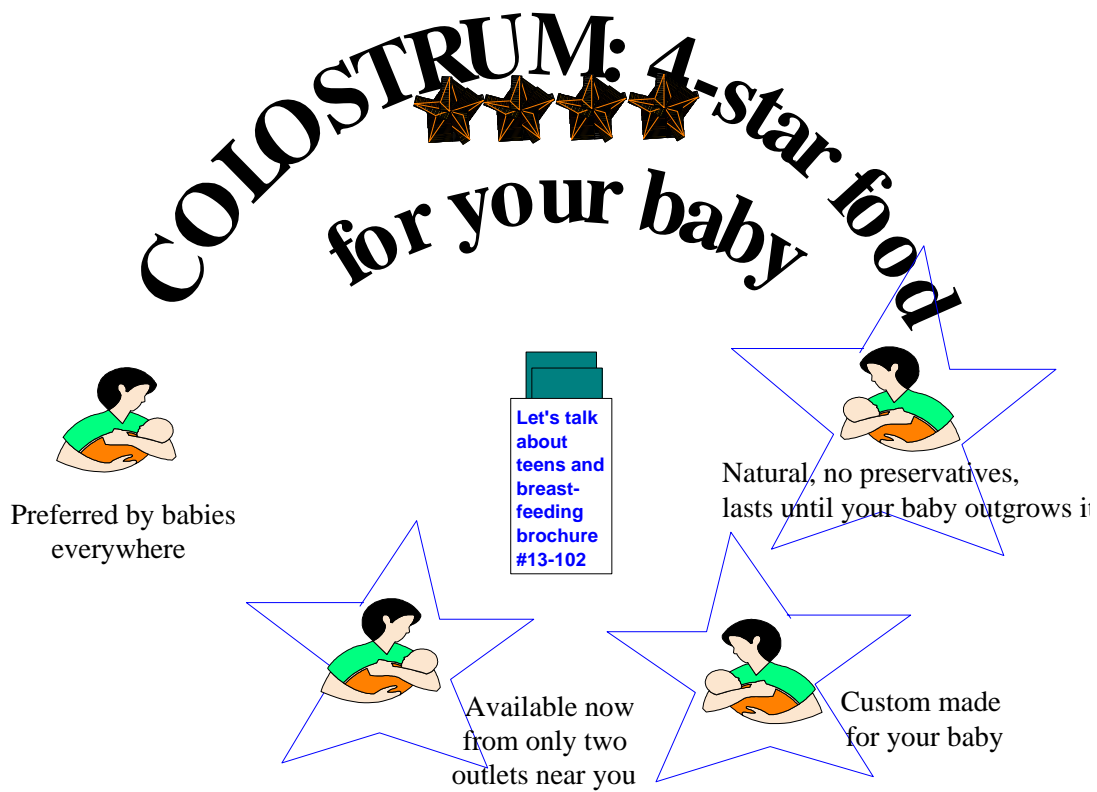 COLOSTRUM: 4-star food
for your baby
Let's talk
about
teens and
breast-
feeding
brochure
#13-102
Natural, no preservatives,
lasts until your baby outgrows it
Preferred by babies
everywhere
Available now
from only two
outlets near you
Custom made
for your baby